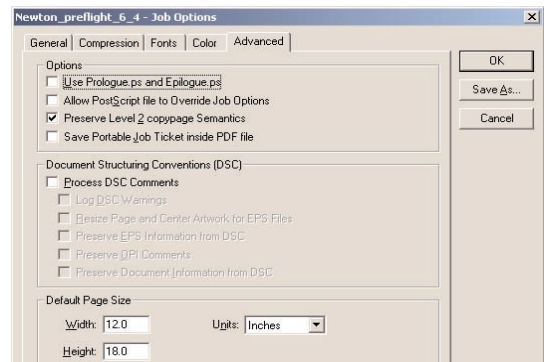 Newton_preflight_6_4 - Job Options
General Compression Fonts Color Advanced
Options
Use Prologue.ps and Epilogue.ps
Allow PostScript file to Override Job Options
Preserve Level 2 copypage Semantics
Save Portable Job Ticket inside PDF file
OK
Save As...
Cancel
Document Structuring Conventions (DSC)
Process DSC Comments
Log DSC Warnings
Resize Page and Center Artwork for EPS Files
Preserve EPS Information from DSC
Preserve OPI Comments
Preserve Document Information from DSC
Default Page Size
Width: 12.0 Units: Inches
Height: 18.0